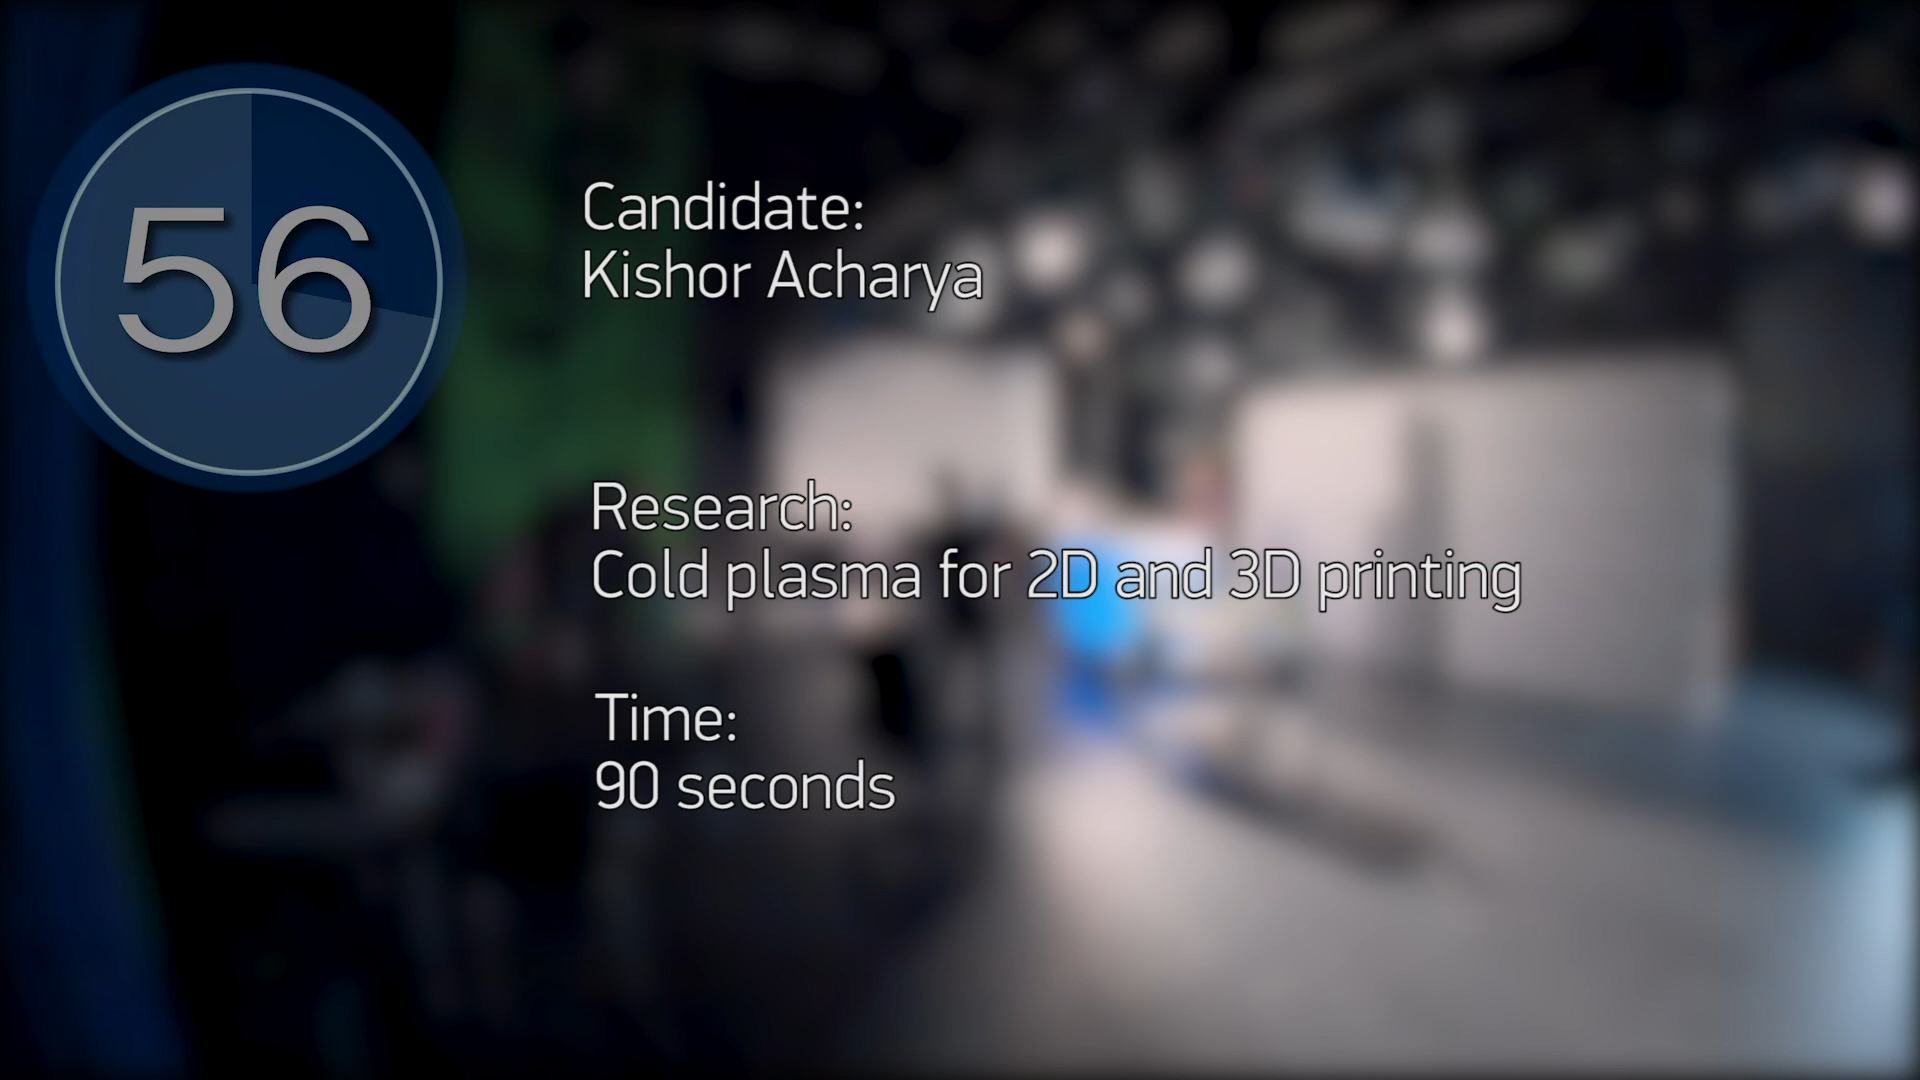 56
Candidate:
Kishor Acharya
Research:
Cold plasma for 2D and 3D printing
Time:
90 seconds